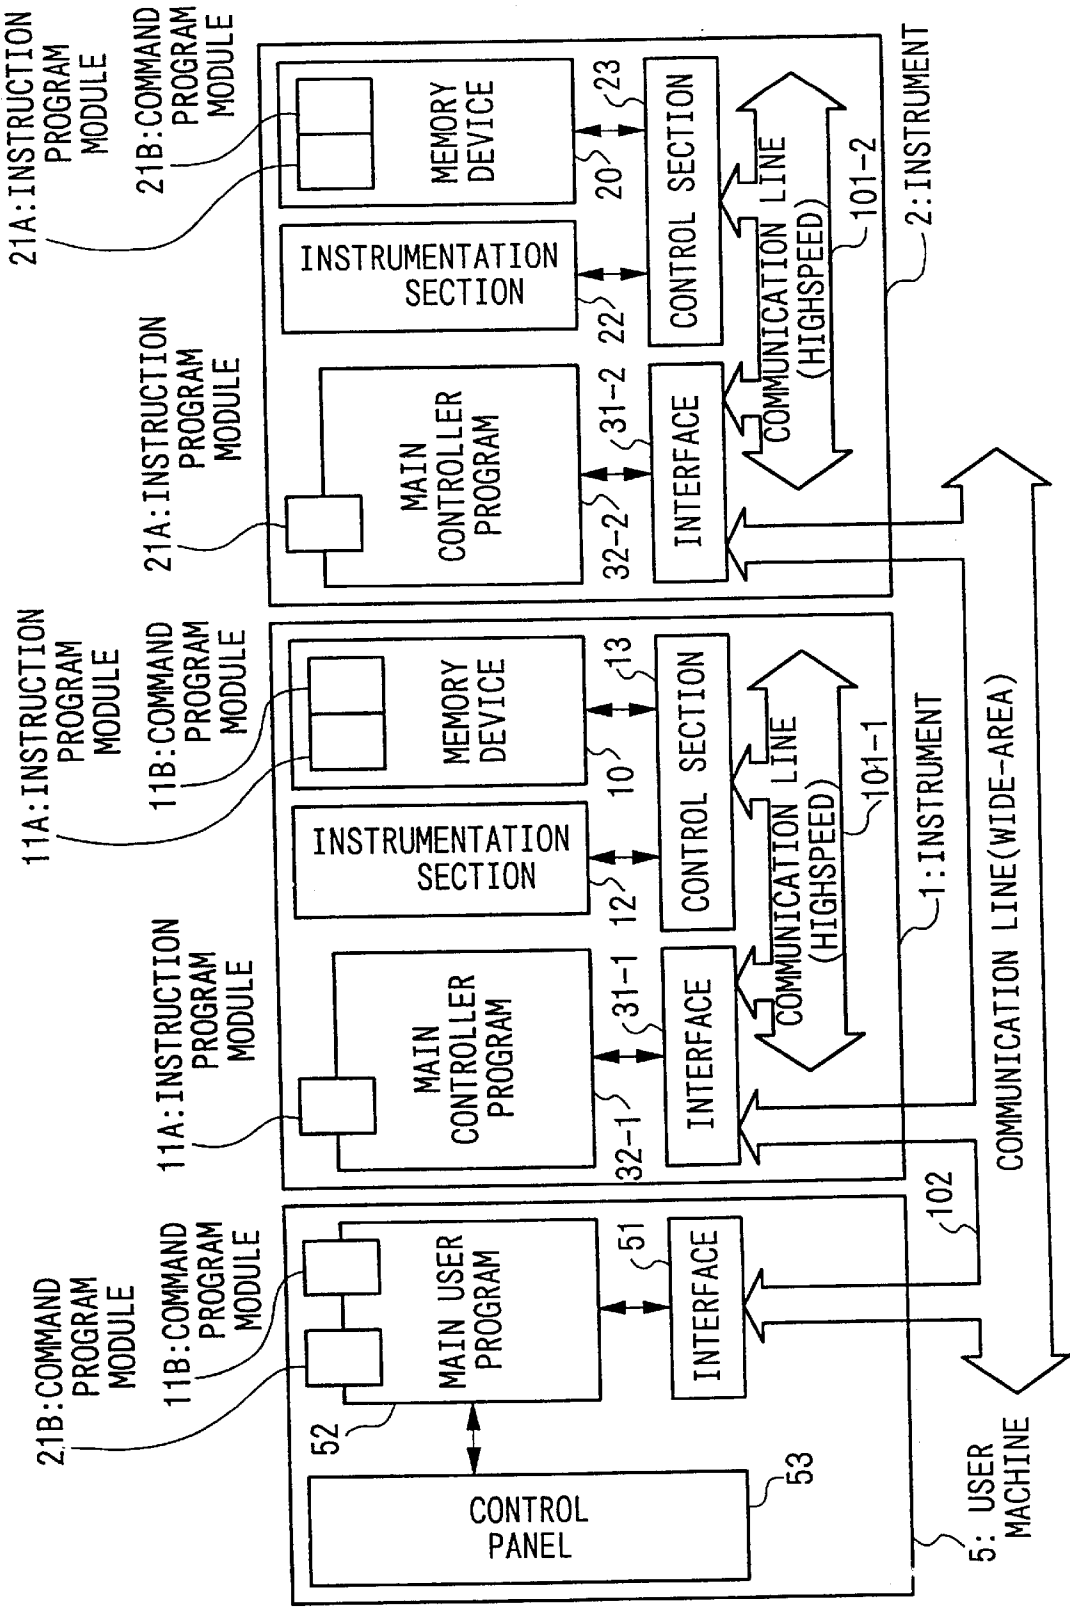 21B:COMMAND
PROGRAM
MODULE
11B:COMMAND
PROGRAM
MODULE
11A:INSTRUCTION
PROGRAM
MODULE
11A:INSTRUCTION
PROGRAM
MODULE
11B:COMMAND
PROGRAM
MODULE
21A:INSTRUCTION
PROGRAM
MODULE
21A:INSTRUCTION
PROGRAM
MODULE
21B:COMMAND
PROGRAM
MODULE
CONTROL
PANEL
53
52
MAIN USER
PROGRAM
51
INTERFACE
5: USER
MACHINE
MAIN
CONTROLLER
PROGRAM
32-1
31-1
INTERFACE
INSTRUMENTATION
SECTION
12
MEMORY
DEVICE
10
13
CONTROL SECTION
COMMUNICATION LINE
(HIGHSPEED)
101-1
1:INSTRUMENT
MAIN
CONTROLLER
PROGRAM
32-2
31-2
INTERFACE
INSTRUMENTATION
SECTION
22
MEMORY
DEVICE
20
23
CONTROL SECTION
COMMUNICATION LINE
(HIGHSPEED)
101-2
2:INSTRUMENT
102
COMMUNICATION LINE(WIDE-AREA)